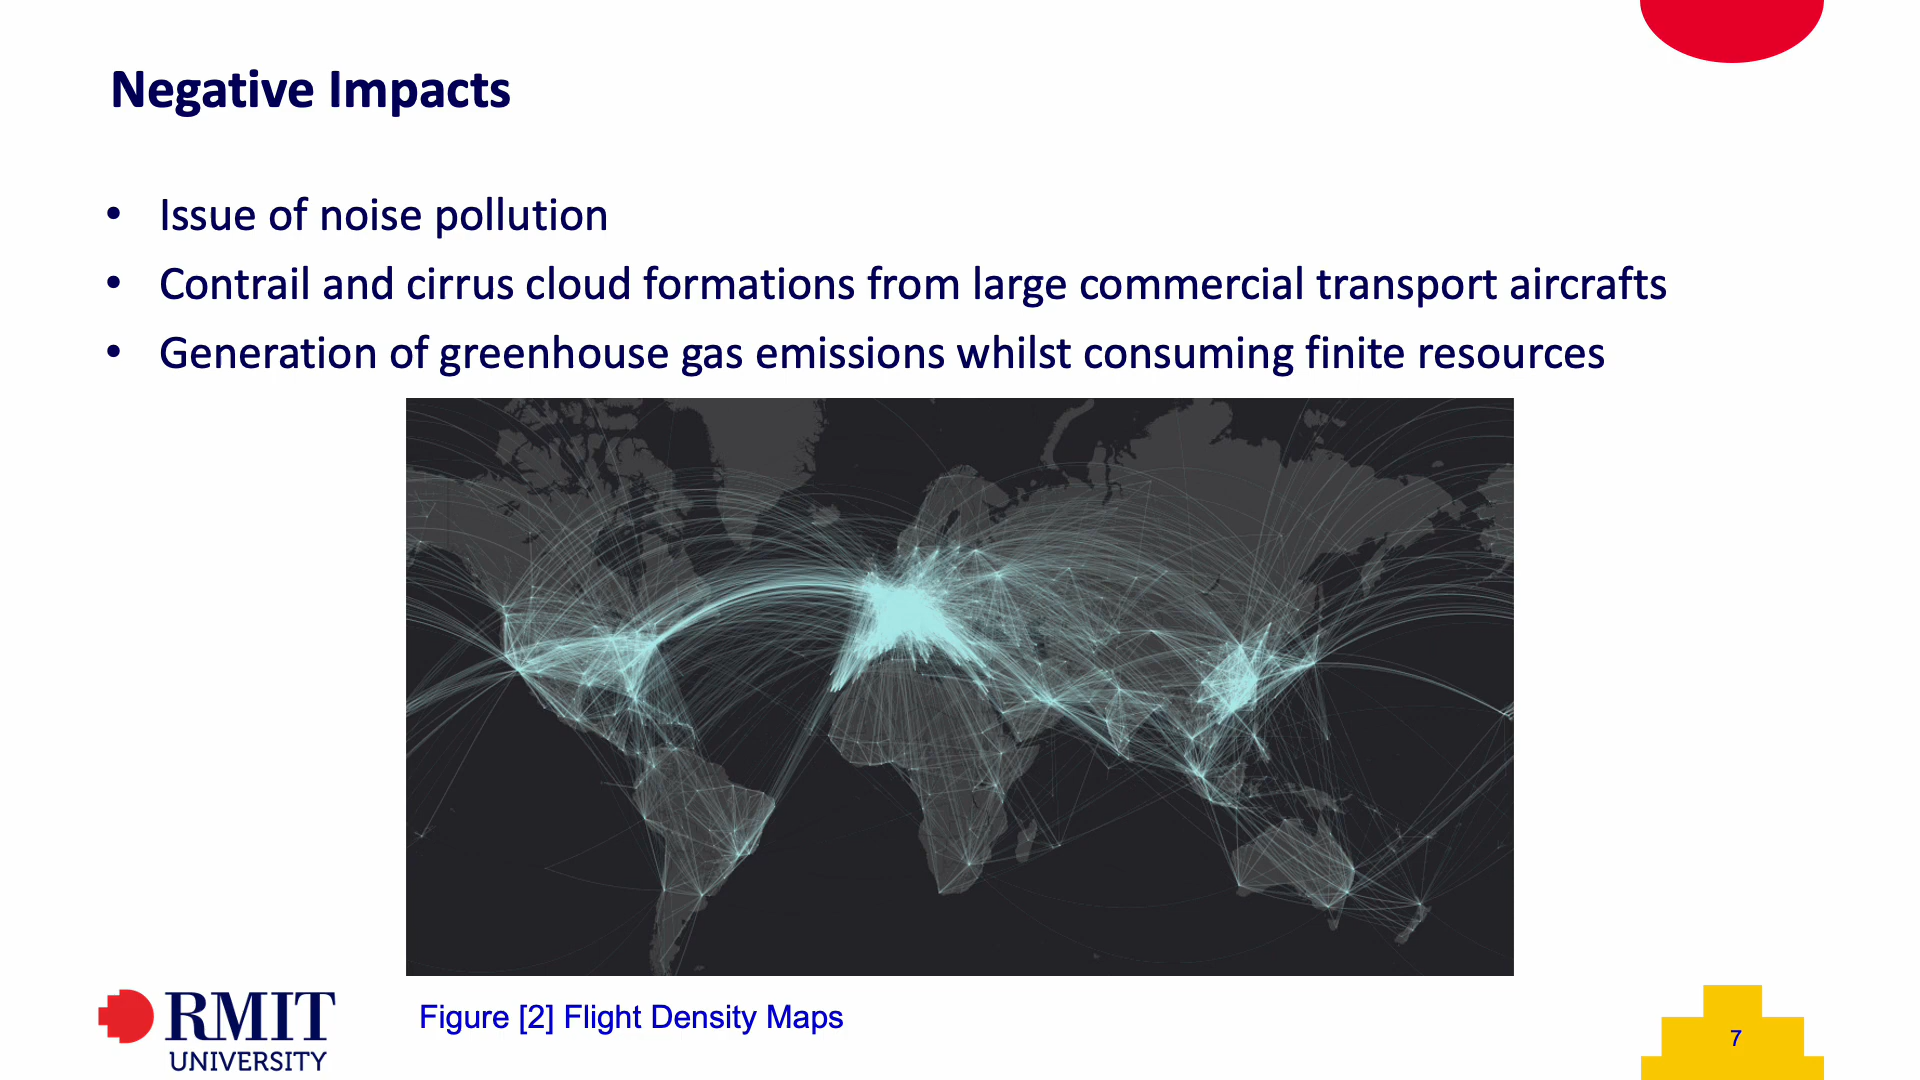 Negative Impacts
• Issue of noise pollution
• Contrail and cirrus cloud formations from large commercial transport aircrafts
• Generation of greenhouse gas emissions whilst consuming finite resources
Figure [2] Flight Density Maps
RMIT
UNIVERSITY
7